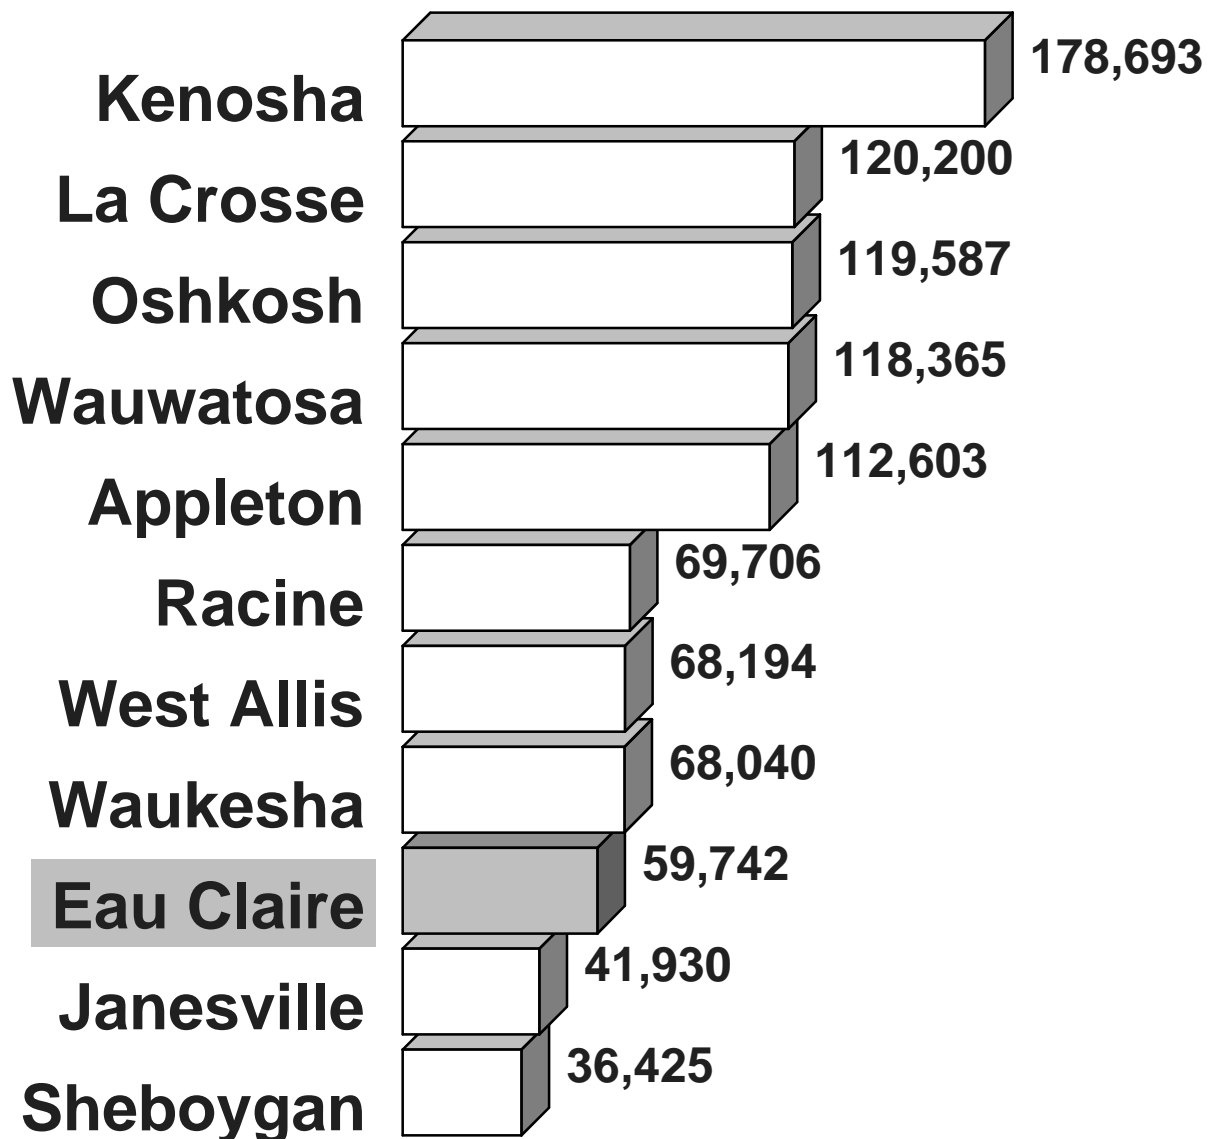 Kenosha 178,693
La Crosse 120,200
Oshkosh 119,587
Wauwatosa 118,365
Appleton 112,603
Racine 69,706
West Allis 68,194
Waukesha 68,040
Eau Claire 59,742
Janesville 41,930
Sheboygan 36,425